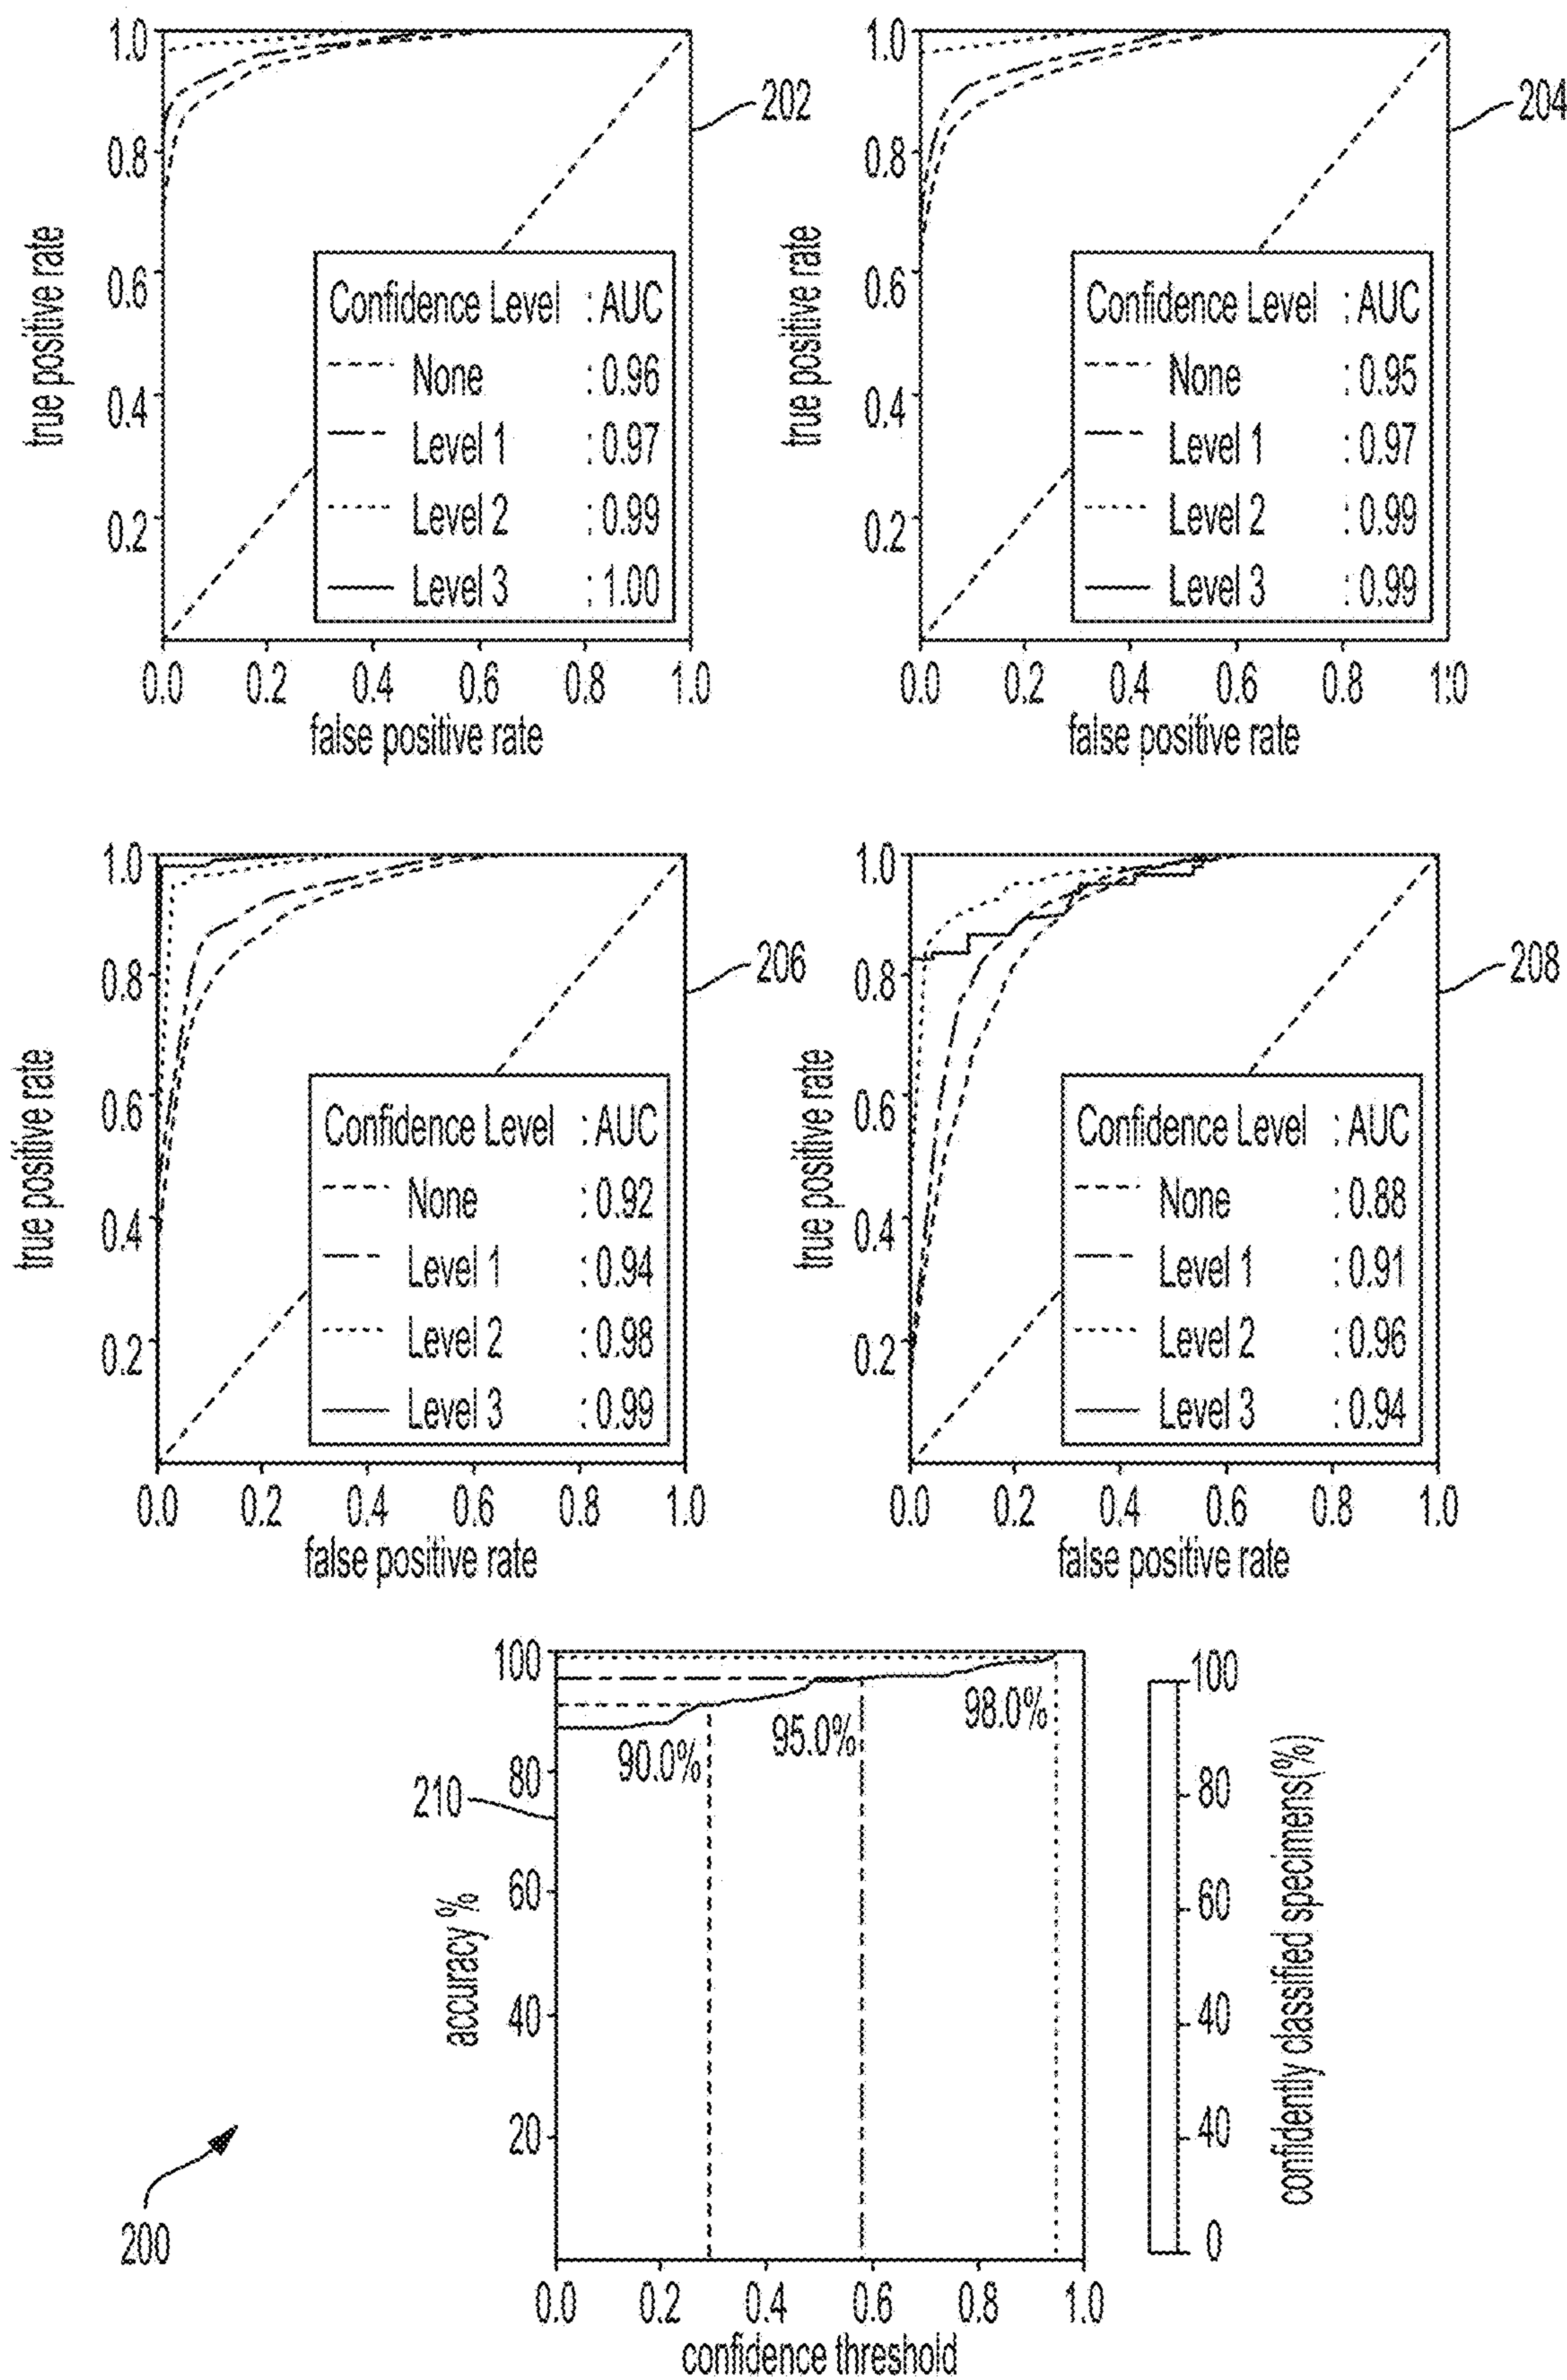 1.0
0.8
0.6
0.4
0.2
true positive rate
202
Confidence Level : AUC
None : 0.96
Level 1 : 0.97
Level 2 : 0.99
Level 3 : 1.00
0.0 0.2 0.4 0.6 0.8 1.0
false positive rate
1.0
0.8
0.6
0.4
0.2
true positive rate
204
Confidence Level : AUC
None : 0.95
Level 1 : 0.97
Level 2 : 0.99
Level 3 : 0.99
0.0 0.2 0.4 0.6 0.8 1.0
false positive rate
1.0
0.8
0.6
0.4
0.2
true positive rate
206
Confidence Level : AUC
None : 0.92
Level 1 : 0.94
Level 2 : 0.98
Level 3 : 0.99
0.0 0.2 0.4 0.6 0.8 1.0
false positive rate
1.0
0.8
0.6
0.4
0.2
true positive rate
208
Confidence Level : AUC
None : 0.88
Level 1 : 0.91
Level 2 : 0.96
Level 3 : 0.94
0.0 0.2 0.4 0.6 0.8 1.0
false positive rate
100
80
60
40
20
accuracy %
210
90.0%
95.0%
98.0%
0.0 0.2 0.4 0.6 0.8 1.0
confidence threshold
100
80
60
40
40
0
confidently classified specimens(%)
200